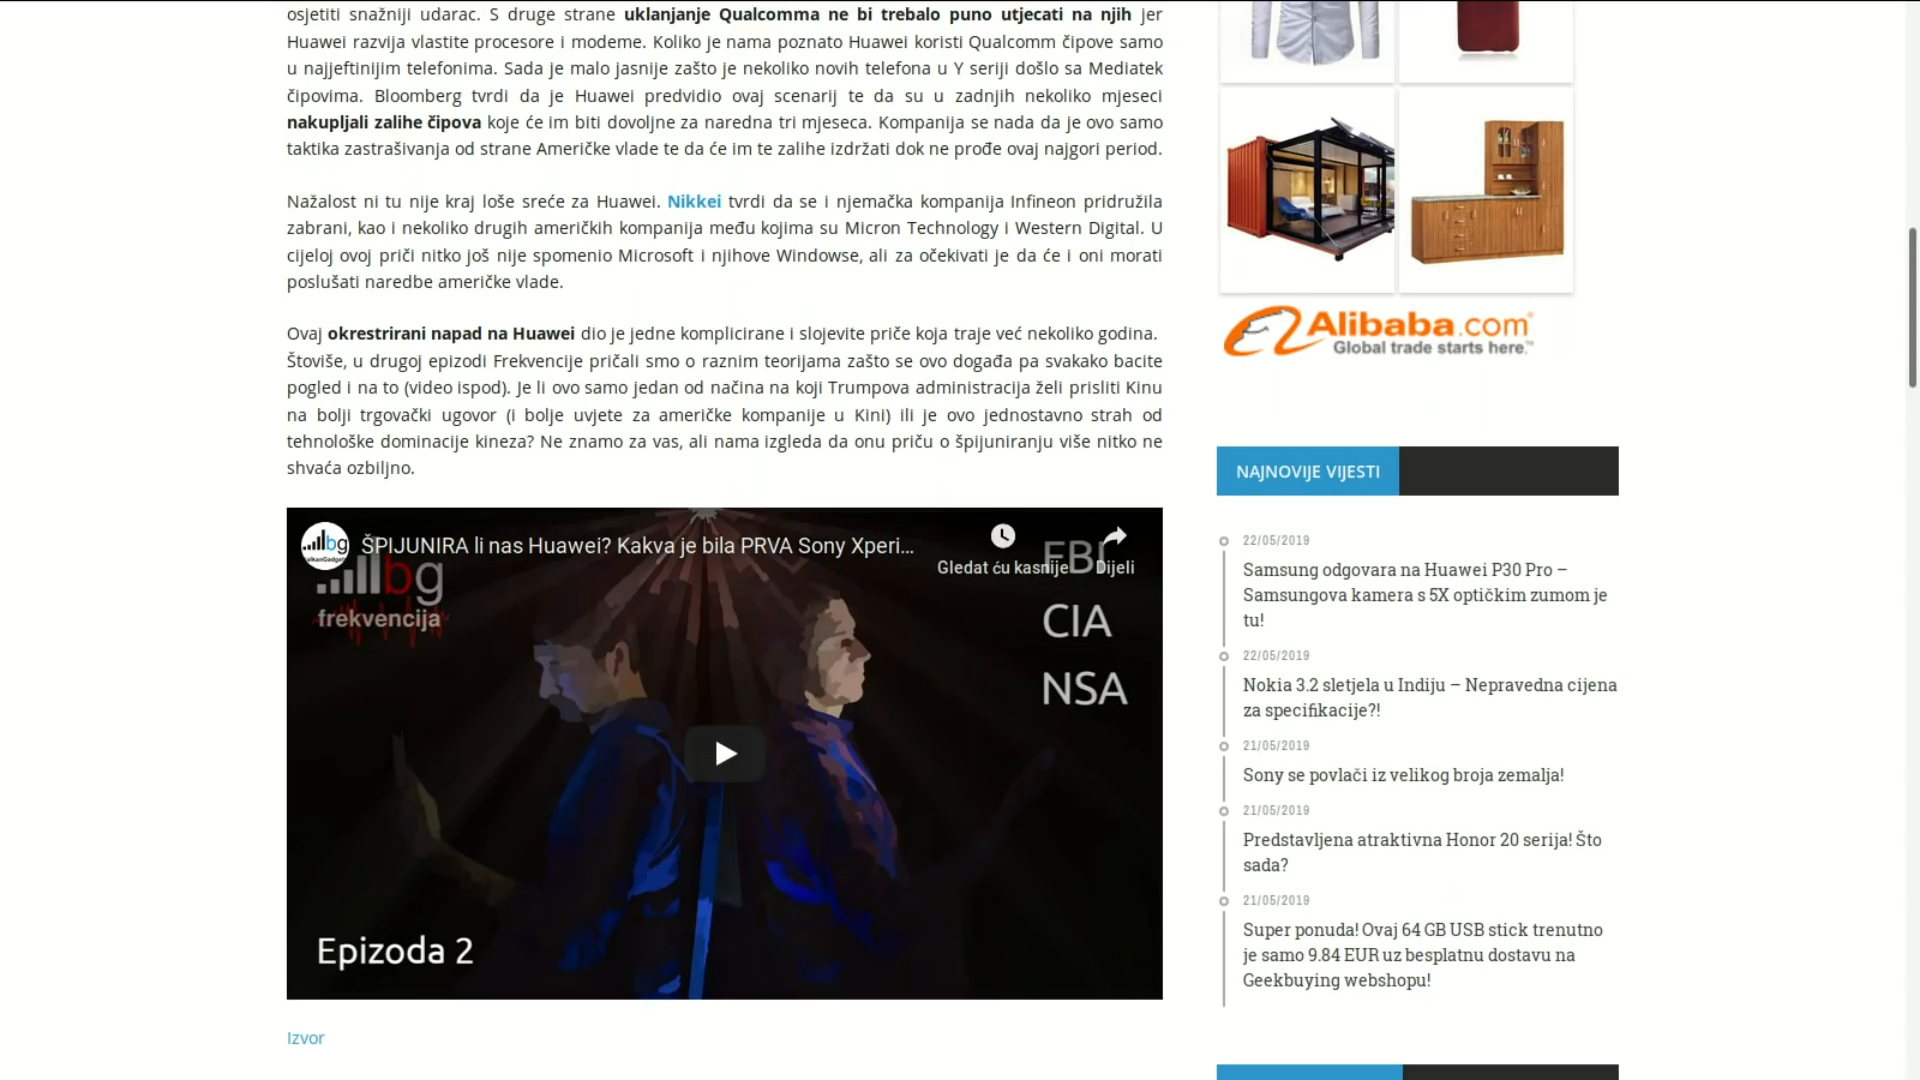 osjetiti snažniji udarac. S druge strane uklanjanje Qualcomma ne bi trebalo puno utjecati na njih jer
Huawei razvija vlastite procesore i modeme. Koliko je nama poznato Huawei koristi Qualcomm čipove samo
u najjeftinijim telefonima. Sada je malo jasnije zašto je nekoliko novih telefona u Y seriji došlo sa Mediatek
čipovima. Bloomberg tvrdi da je Huawei predvidio ovaj scenarij te da su u zadnjih nekoliko mjeseci
nakupljali zalihe čipova koje će im biti dovoljne za naredna tri mjeseca. Kompanija se nada da je ovo samo
taktika zastrašivanja od strane Američke vlade te da će im te zalihe izdržati dok ne prođe ovaj najgori period.
Nažalost ni tu nije kraj loše sreće za Huawei. Nikkei tvrdi da se i njemačka kompanija Infineon pridružila
zabrani, kao i nekoliko drugih američkih kompanija među kojima su Micron Technology i Western Digital. U
cijeloj ovoj priči nitko još nije spomenio Microsoft i njihove Windowse, ali za očekivati je da će i oni morati
poslušati naredbe američke vlade.
Ovaj okrestrirani napad na Huawei dio je jedne komplicirane i slojevite priče koja traje već nekoliko godina.
Štoviše, u drugoj epizodi Frekvencije pričali smo o raznim teorijama zašto se ovo događa pa svakako bacite
pogled i na to (video ispod). Je li ovo samo jedan od načina na koji Trumpova administracija želi prisliti Kinu
na bolji trgovački ugovor (i bolje uvjete za američke kompanije u Kini) ili je ovo jednostavno strah od
tehnološke dominacije kineza? Ne znamo za vas, ali nama izgleda da onu priču o špijuniranju više nitko ne
shvaća ozbiljno.
bg
ŠPIJUNIRA li nas Huawei? Kakva je bila PRVA Sony Xperi...
Gledat ću kasnije
Dijeli
bg
frekvencija
FBI
CIA
NSA
Epizoda 2
Izvor
Alibaba.com
Global trade starts here.™
NAJNOVIJE VIJESTI
22/05/2019
Samsung odgovara na Huawei P30 Pro –
Samsungova kamera s 5X optičkim zumom je
tu!
22/05/2019
Nokia 3.2 sletjela u Indiju – Nepravedna cijena
za specifikacije?!
21/05/2019
Sony se povlači iz velikog broja zemalja!
21/05/2019
Predstavljena atraktivna Honor 20 serija! Što
sada?
21/05/2019
Super ponuda! Ovaj 64 GB USB stick trenutno
je samo 9.84 EUR uz besplatnu dostavu na
Geekbuying webshopu!